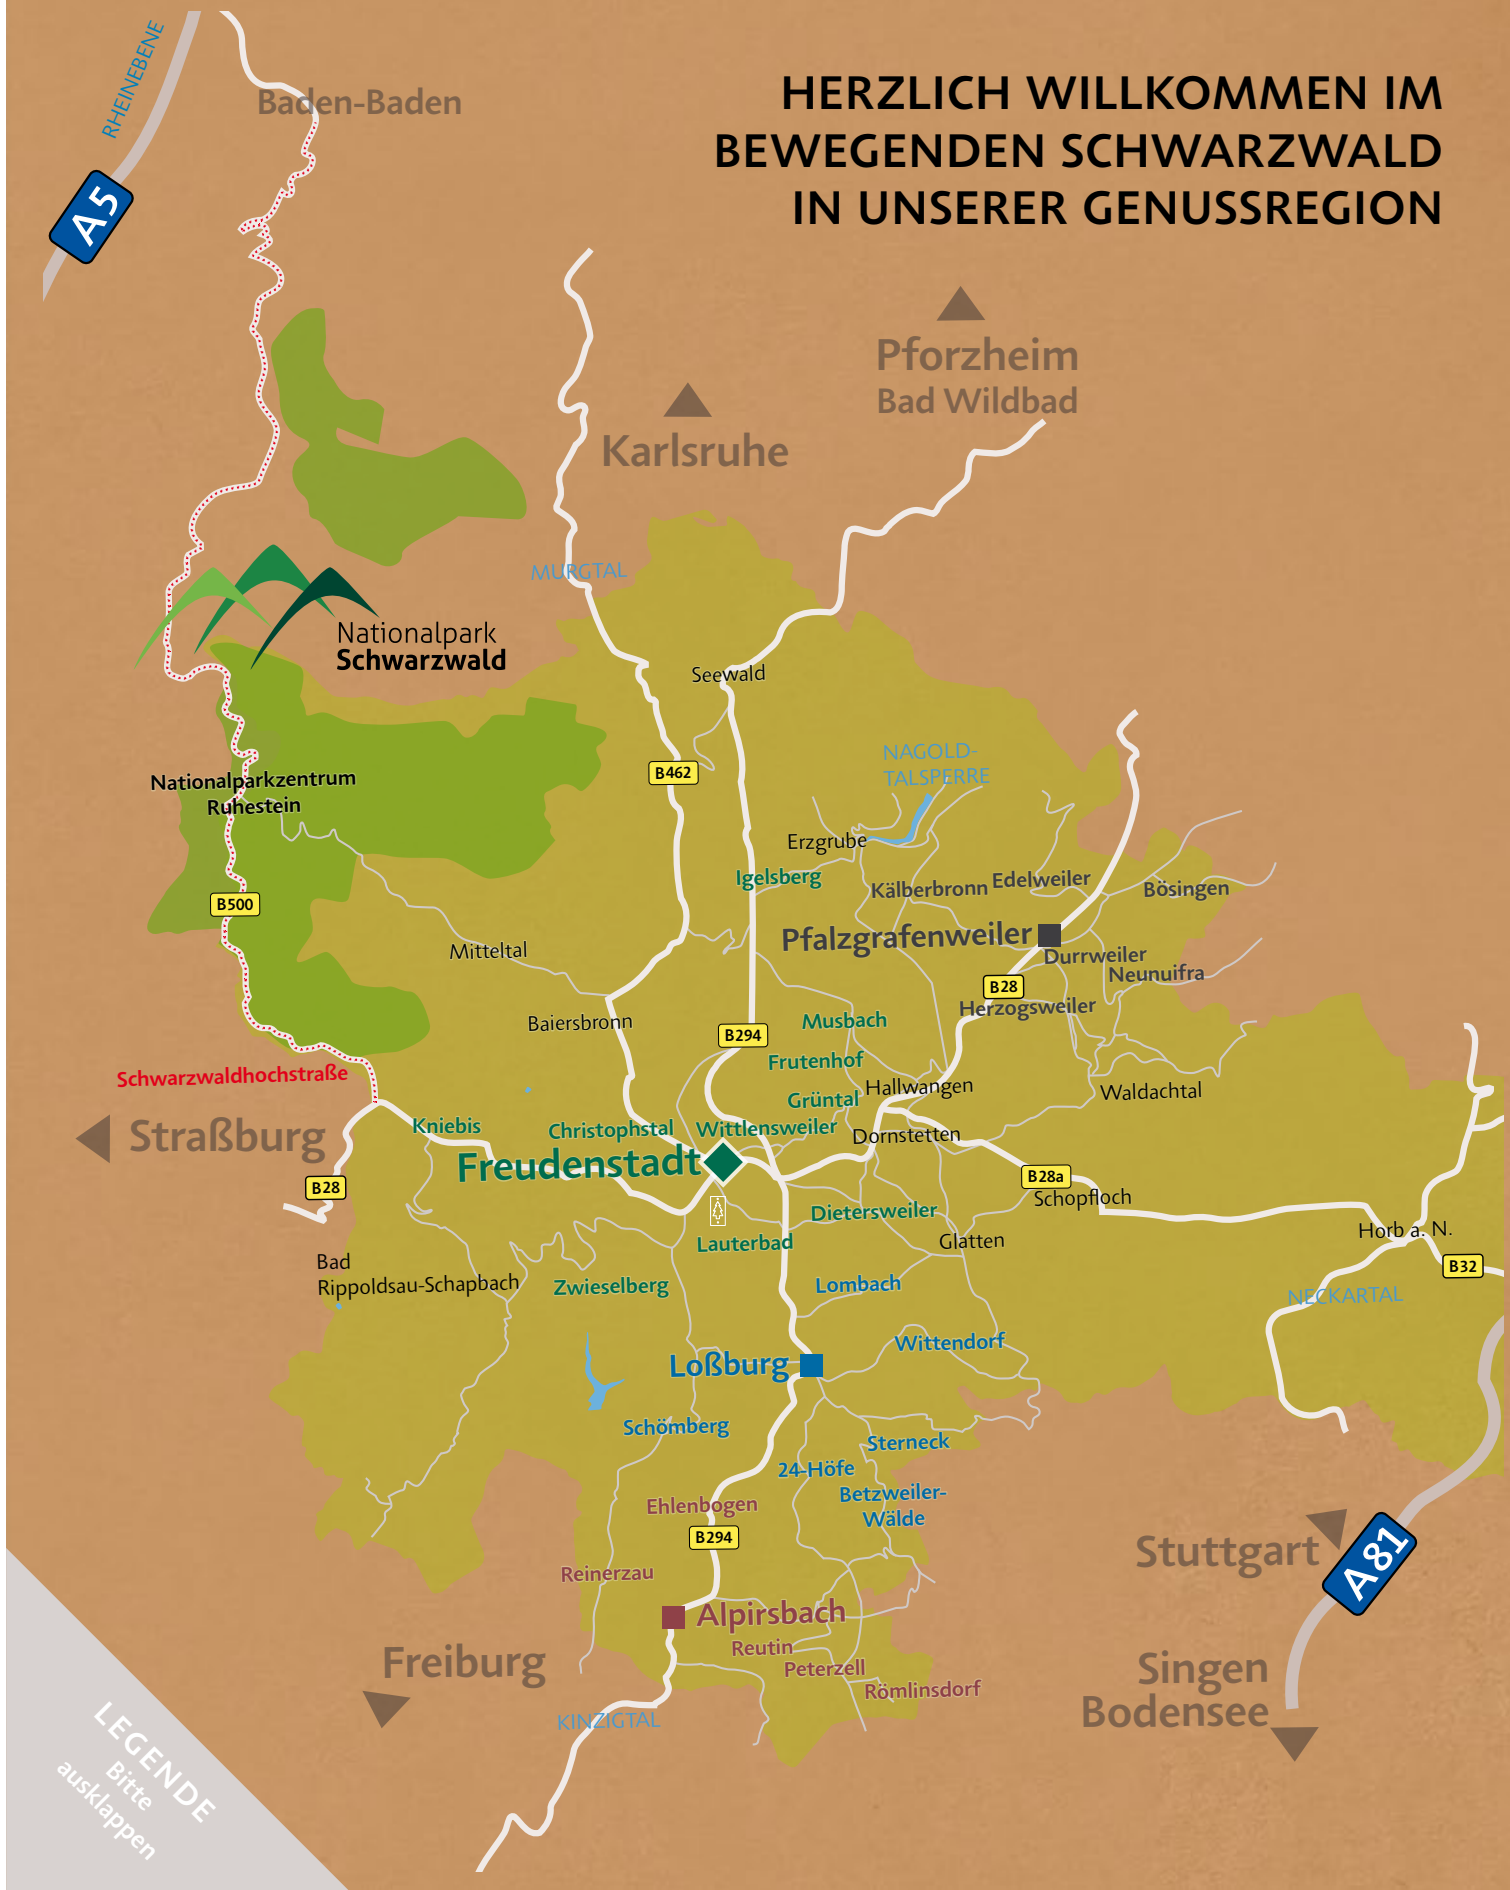 RHEINEBENE
Baden-Baden
HERZLICH WILLKOMMEN IM
BEWEGENDEN SCHWARZWALD
IN UNSERER GENUSSREGION
A5
Pforzheim
Bad Wildbad
Karlsruhe
MURGTAL
Nationalpark
Schwarzwald
Seewald
NAGOLD-
TALSPERRE
B462
Nationalparkzentrum
Ruhestein
Erzgrube
Igelsberg
Kälberbronn
Edelweiler
Bösingen
B500
Pfalzgrafenweiler
Mitteltal
Durrweiler
Neunuifra
B28
Herzogsweiler
Baiersbronn
Musbach
B294
Frutenhof
Schwarzwaldhochstraße
Hallwangen
Waldachtal
Grüntal
Straßburg
Kniebis
Christophstal
Wittlensweiler
Dornstetten
Freudenstadt
B28a
B28
Schopfloch
Dietersweiler
Lauterbad
Glatten
Horb a. N.
Bad
Rippoldsau-Schapbach
B32
Zwieselberg
Lombach
NECKARTAL
Wittendorf
Loßburg
Schömberg
Sterneck
24-Höfe
Betzweiler-
Wälde
Ehlenbogen
B294
Stuttgart
A81
Reinerzau
Alpirsbach
Reutin
Freiburg
Peterzell
Römlinsdorf
Singen
Bodensee
KINZIGTAL
LEGENDE
Bitte
ausklappen